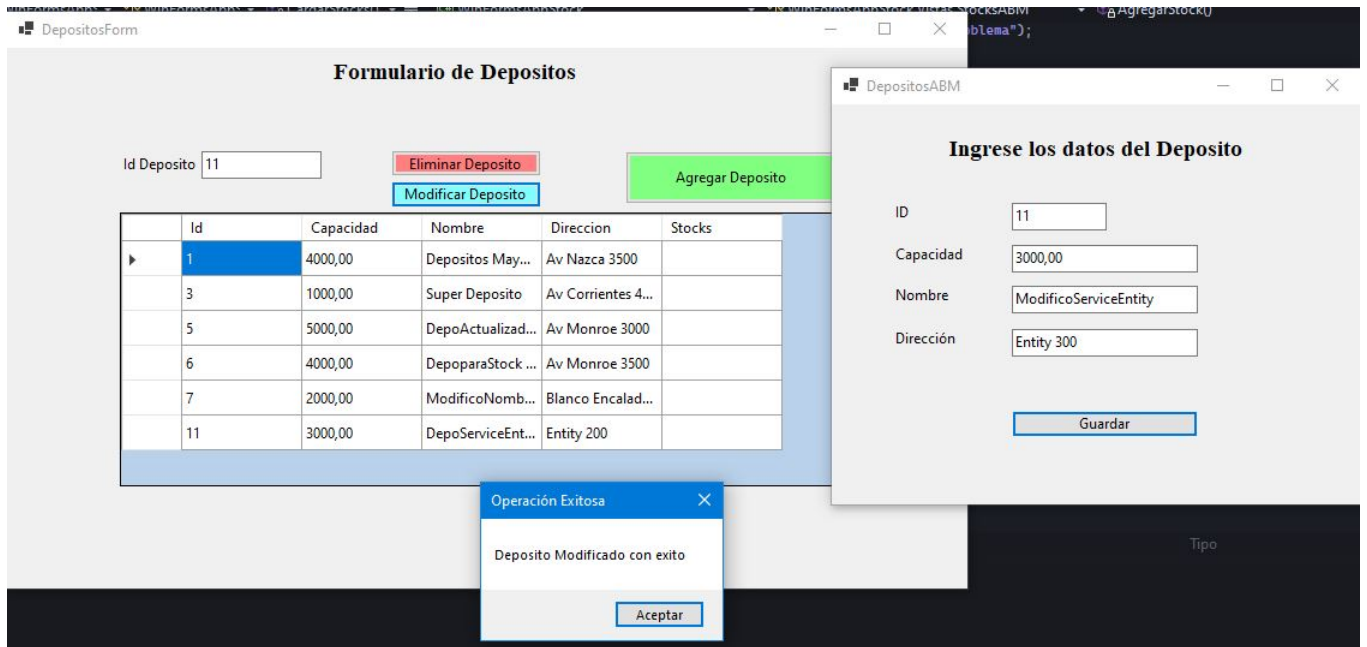 DepositosForm
Formulario de Depositos
Id Deposito 11
Eliminar Deposito
Modificar Deposito
Agregar Deposito
Id Capacidad Nombre Direccion Stocks
1 4000,00 Depositos May... Av Nazca 3500
3 1000,00 Super Deposito Av Corrientes 4...
5 5000,00 DepoActualizad... Av Monroe 3000
6 4000,00 DepoparaStock ... Av Monroe 3500
7 2000,00 ModificoNomb... Blanco Encalad...
11 3000,00 DepoServiceEnt... Entity 200
Operación Exitosa
Deposito Modificado con exito
Aceptar
AgregarStock()
blema");
DepositosABM
Ingrese los datos del Deposito
ID 11
Capacidad 3000,00
Nombre ModificoServiceEntity
Dirección Entity 300
Guardar
Tipo